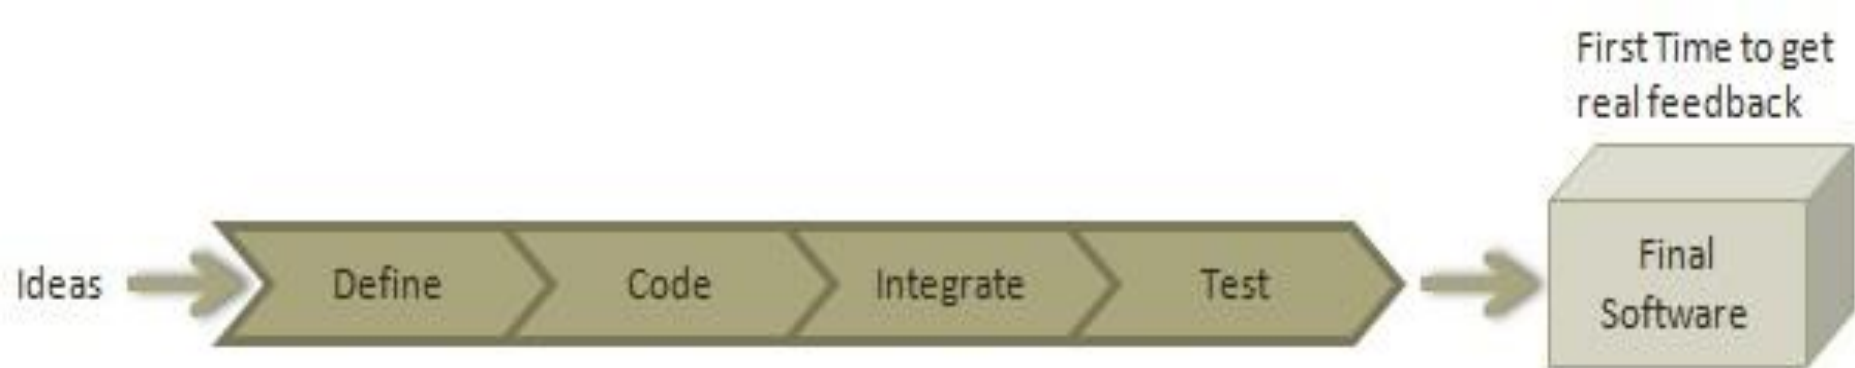 First Time to get
real feedback
Ideas
Define
Code
Integrate
Test
Final
Software